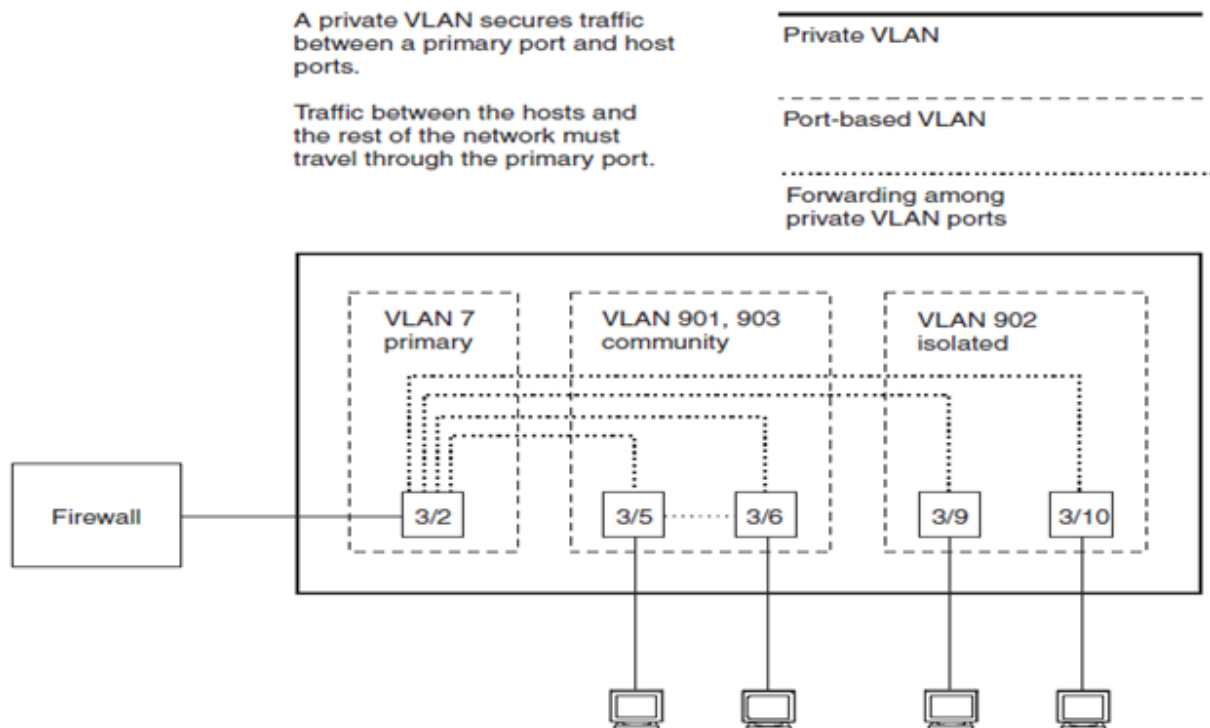 A private VLAN secures traffic
between a primary port and host
ports.
Traffic between the hosts and
the rest of the network must
travel through the primary port.
Private VLAN
Port-based VLAN
Forwarding among
private VLAN ports
VLAN 7
primary
VLAN 901, 903
community
VLAN 902
isolated
Firewall
3/2
3/5
3/6
3/9
3/10